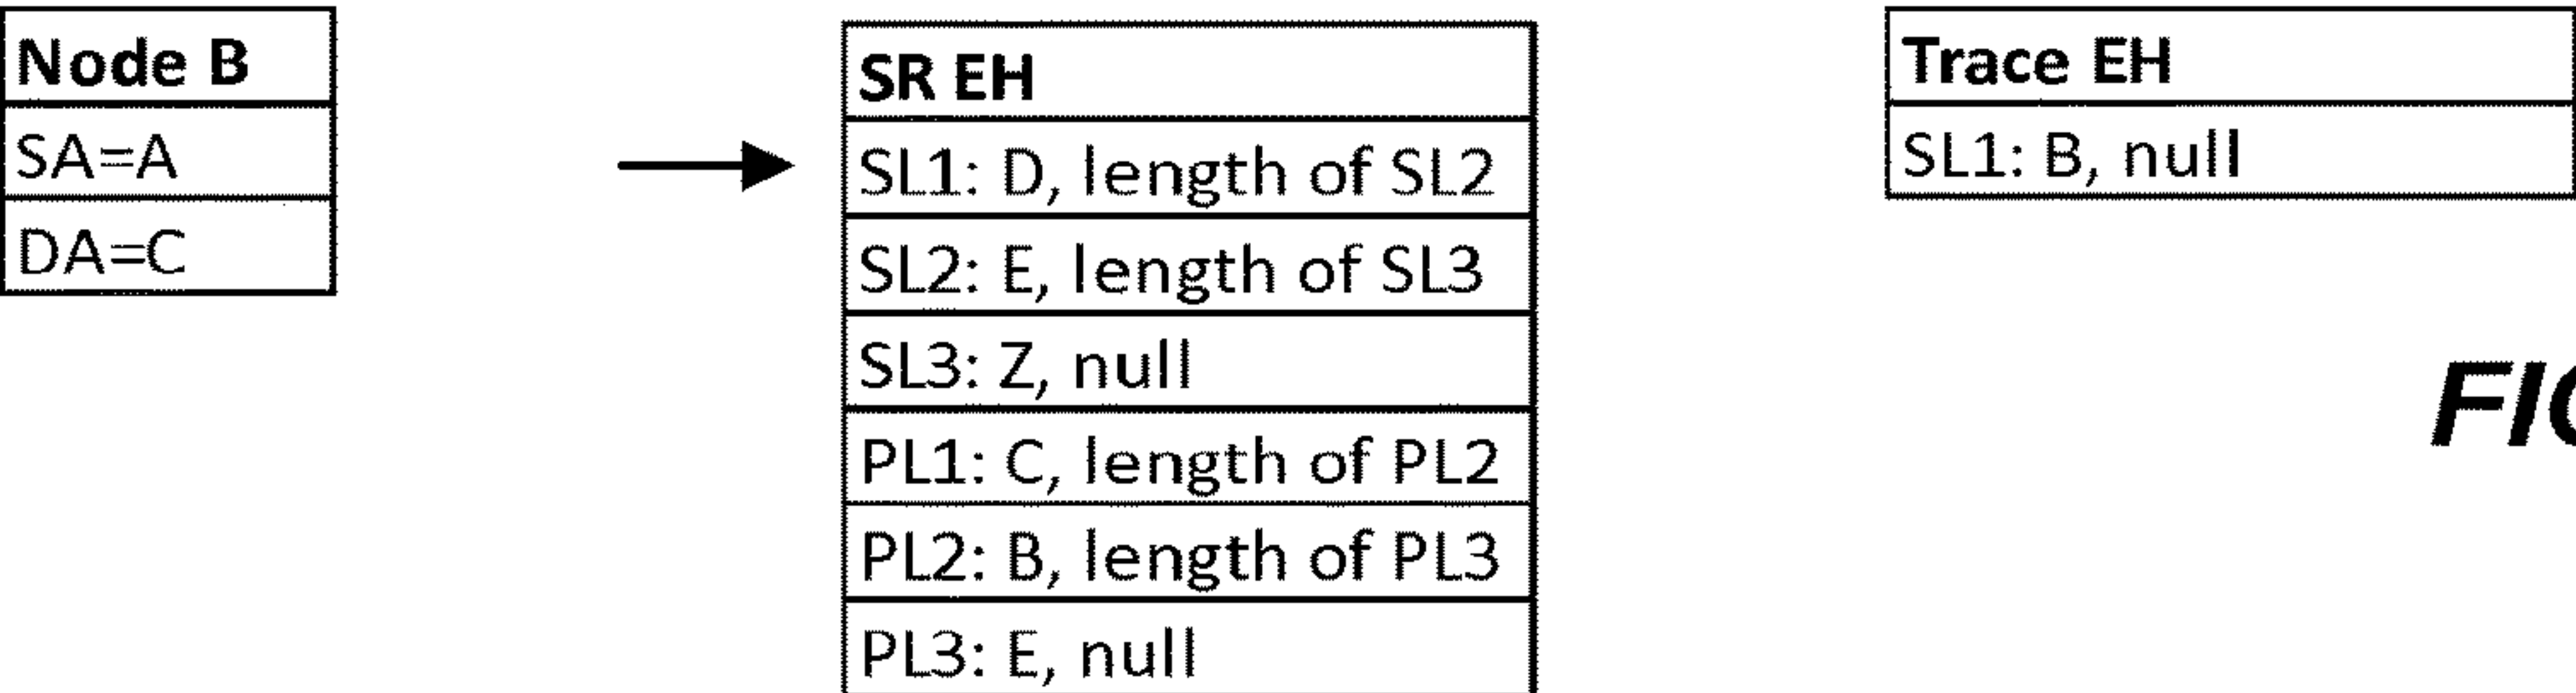 Node B
SA=A
DA=C
SR EH
SL1: D, length of SL2
SL2: E, length of SL3
SL3: Z, null
PL1: C, length of PL2
PL2: B, length of PL3
PL3: E, null
Trace EH
SL1: B, null